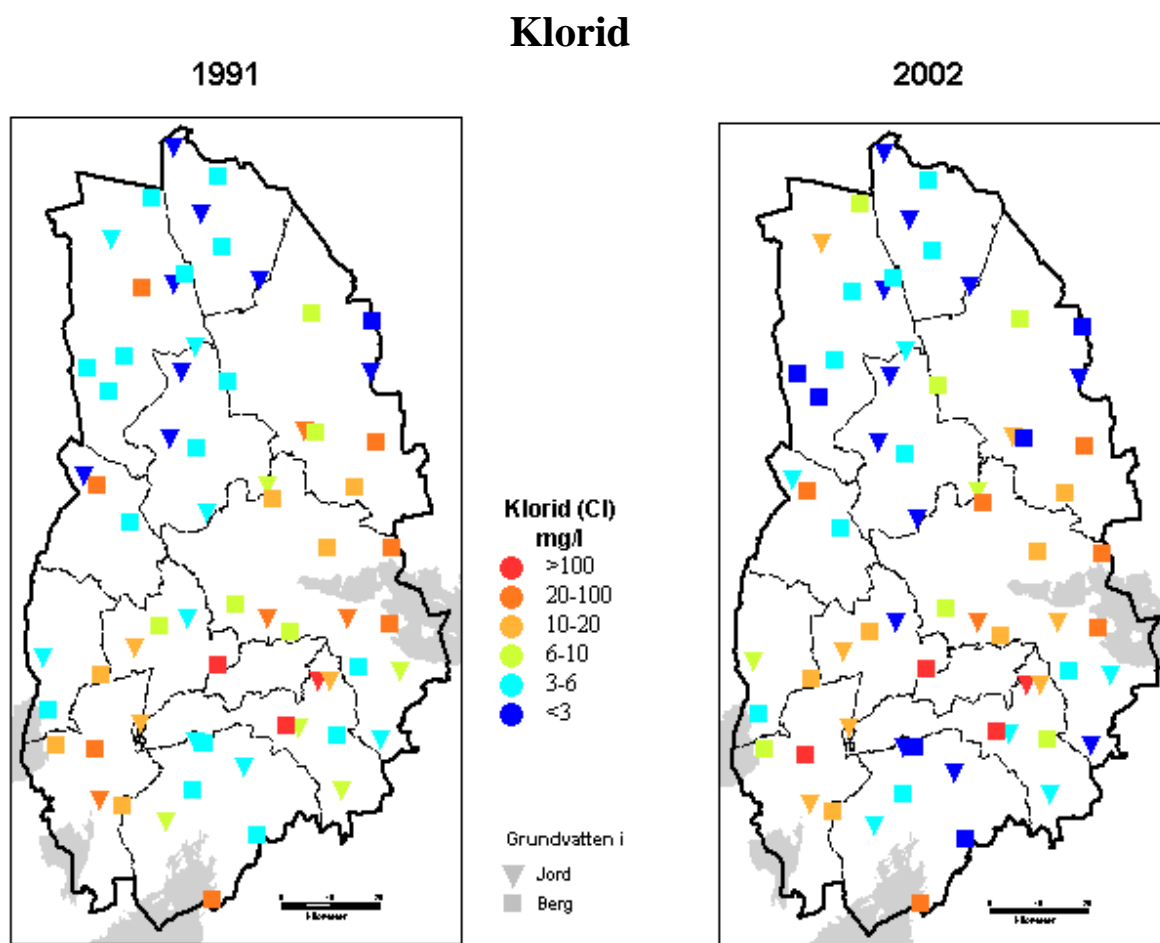 Klorid
1991
2002
Klorid (Cl)
mg/l
>100
20-100
10-20
6-10
3-6
<3
Grundvatten i
Jord
Berg